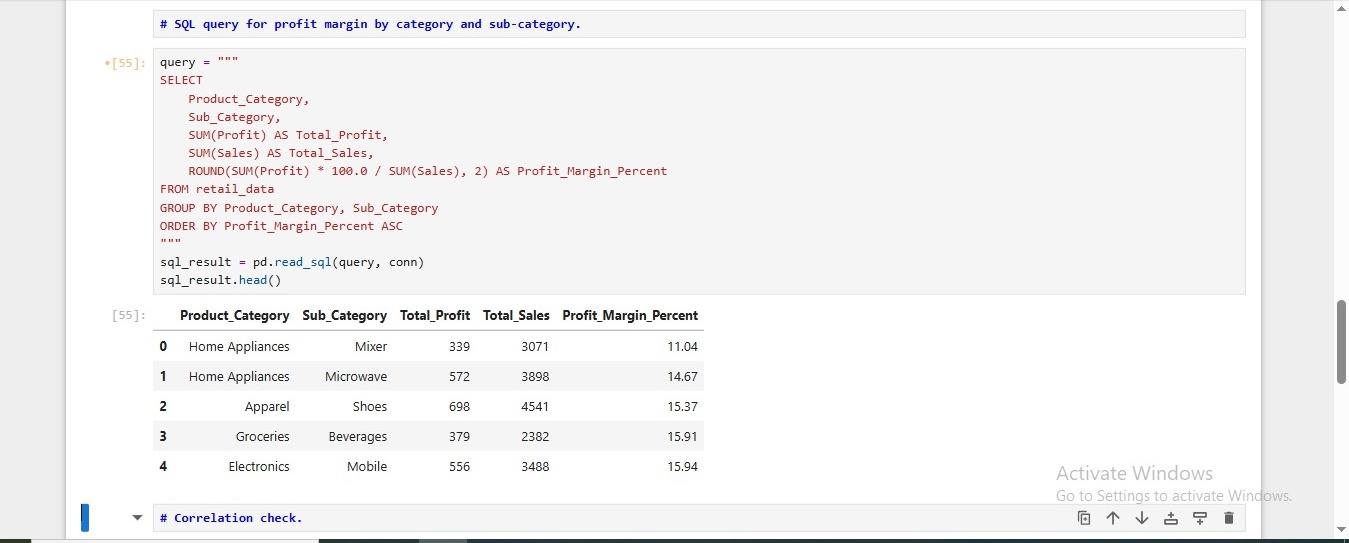 # SQL query for profit margin by category and sub-category.
•[55]: query = """
SELECT
    Product_Category,
    Sub_Category,
    SUM(Profit) AS Total_Profit,
    SUM(Sales) AS Total_Sales,
    ROUND(SUM(Profit) * 100.0 / SUM(Sales), 2) AS Profit_Margin_Percent
FROM retail_data
GROUP BY Product_Category, Sub_Category
ORDER BY Profit_Margin_Percent ASC
"""
sql_result = pd.read_sql(query, conn)
sql_result.head()
[55]: Product_Category Sub_Category Total_Profit Total_Sales Profit_Margin_Percent
0 Home Appliances Mixer 339 3071 11.04
1 Home Appliances Microwave 572 3898 14.67
2 Apparel Shoes 698 4541 15.37
3 Groceries Beverages 379 2382 15.91
4 Electronics Mobile 556 3488 15.94
Activate Windows
Go to Settings to activate Windows.
# Correlation check.